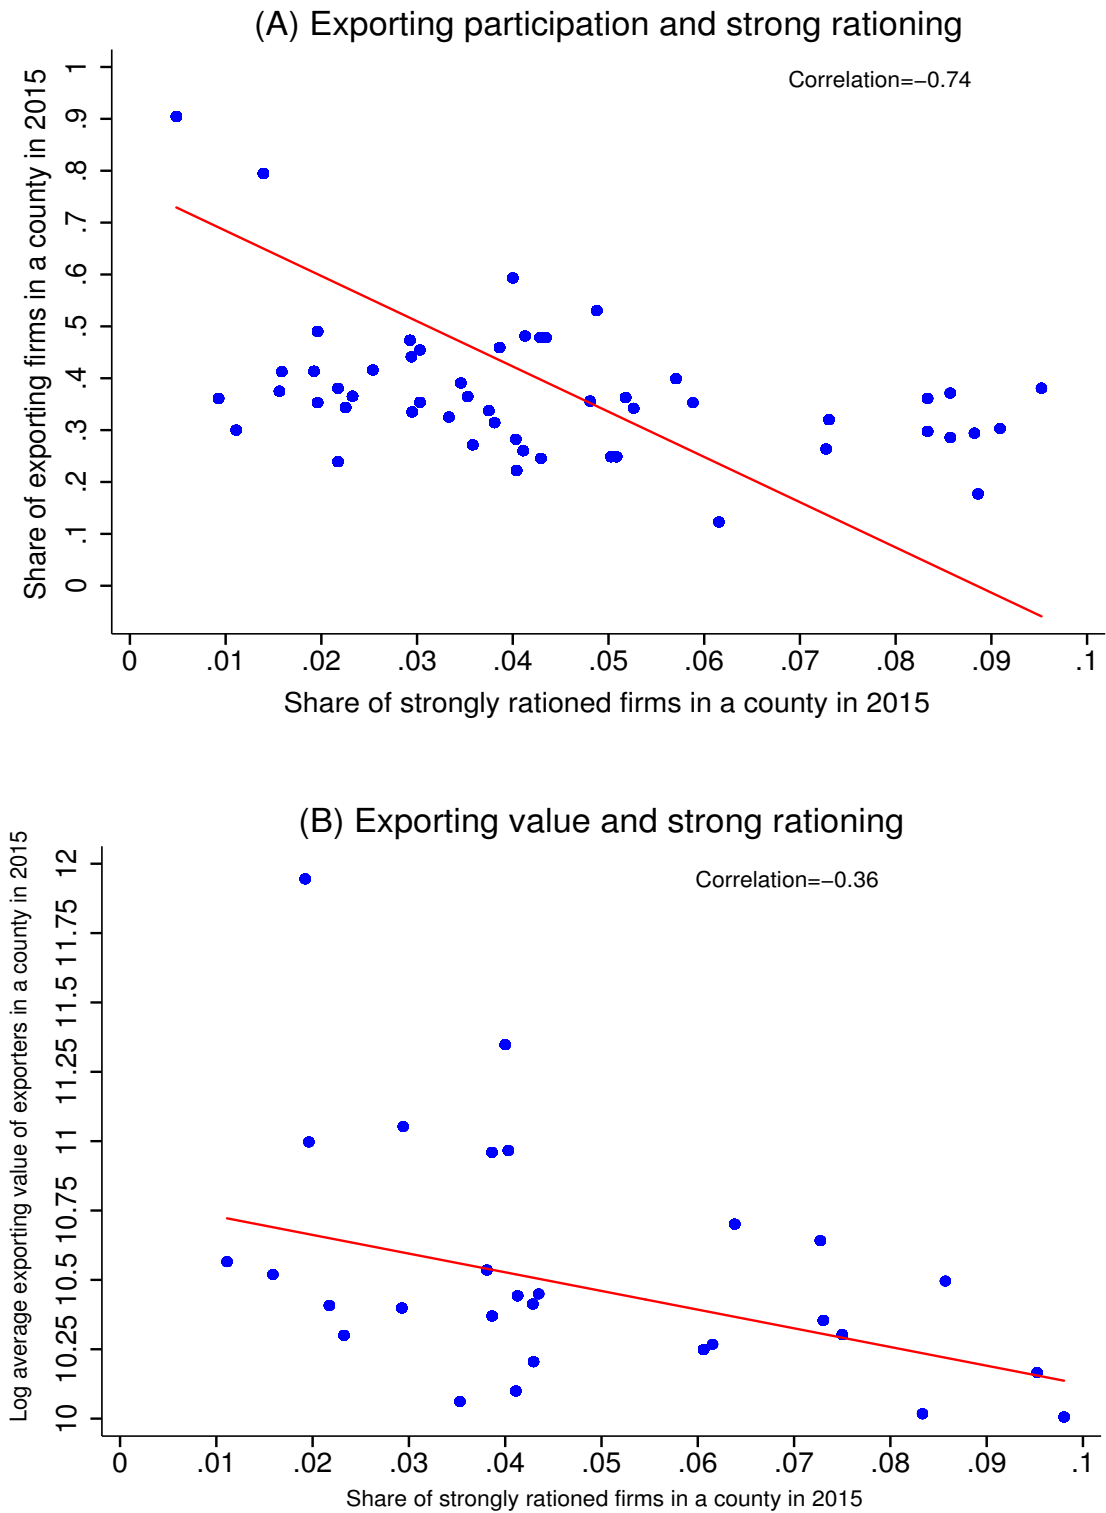 (A) Exporting participation and strong rationing
Correlation=−0.74
Share of exporting firms in a county in 2015
1
.9
.8
.7
.6
.5
.4
.3
.2
.1
0
0 .01 .02 .03 .04 .05 .06 .07 .08 .09 .1
Share of strongly rationed firms in a county in 2015
(B) Exporting value and strong rationing
Correlation=−0.36
Log average exporting value of exporters in a county in 2015
12
11.75
11.5
11.25
11
10.75
10.5
10.25
10
0 .01 .02 .03 .04 .05 .06 .07 .08 .09 .1
Share of strongly rationed firms in a county in 2015